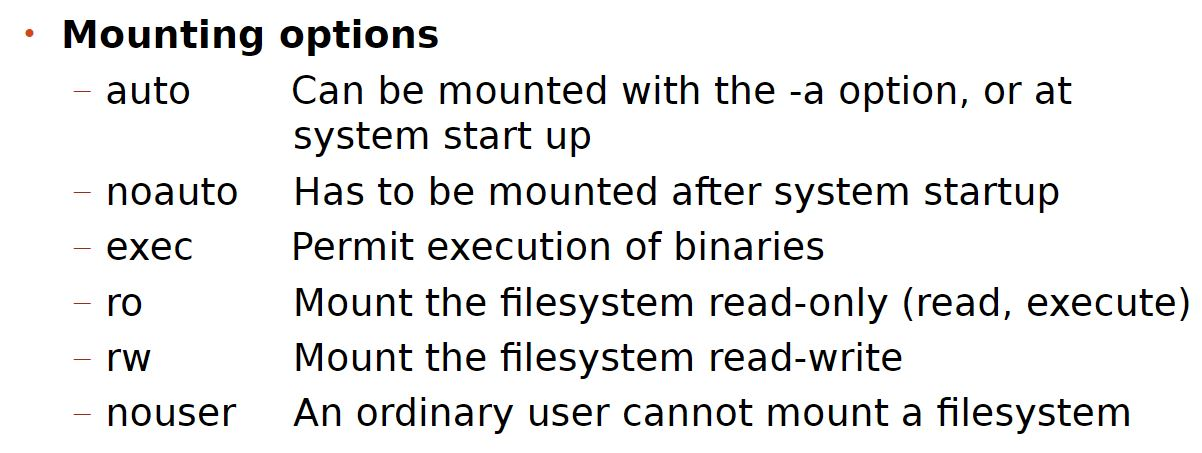 • Mounting options
– auto Can be mounted with the -a option, or at
system start up
– noauto Has to be mounted after system startup
– exec Permit execution of binaries
– ro Mount the filesystem read-only (read, execute)
– rw Mount the filesystem read-write
– nouser An ordinary user cannot mount a filesystem